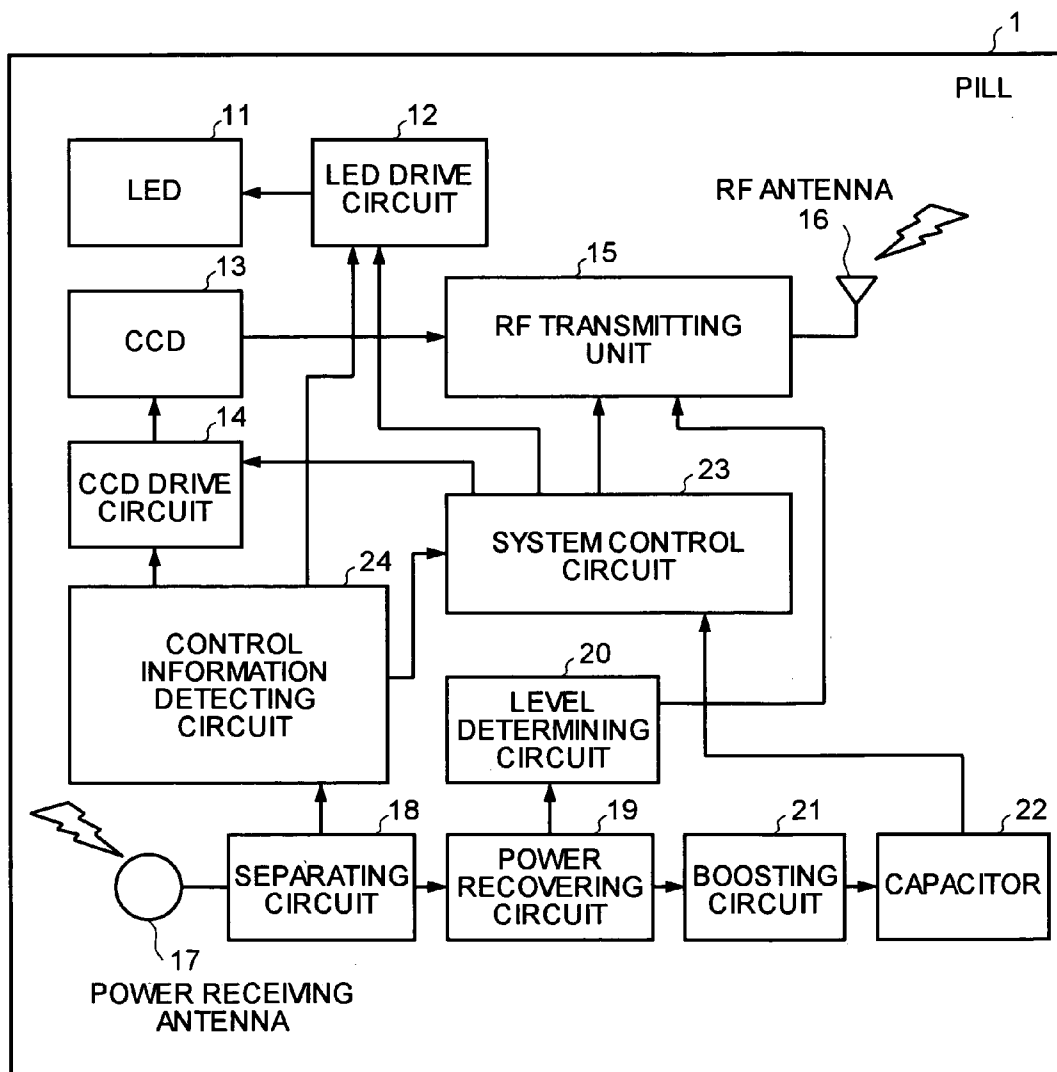 1
PILL
11
LED
12
LED DRIVE
CIRCUIT
RF ANTENNA
16
13
CCD
15
RF TRANSMITTING
UNIT
14
CCD DRIVE
CIRCUIT
23
SYSTEM CONTROL
CIRCUIT
24
CONTROL
INFORMATION
DETECTING
CIRCUIT
20
LEVEL
DETERMINING
CIRCUIT
18
SEPARATING
CIRCUIT
19
POWER
RECOVERING
CIRCUIT
21
BOOSTING
CIRCUIT
22
CAPACITOR
17
POWER RECEIVING
ANTENNA